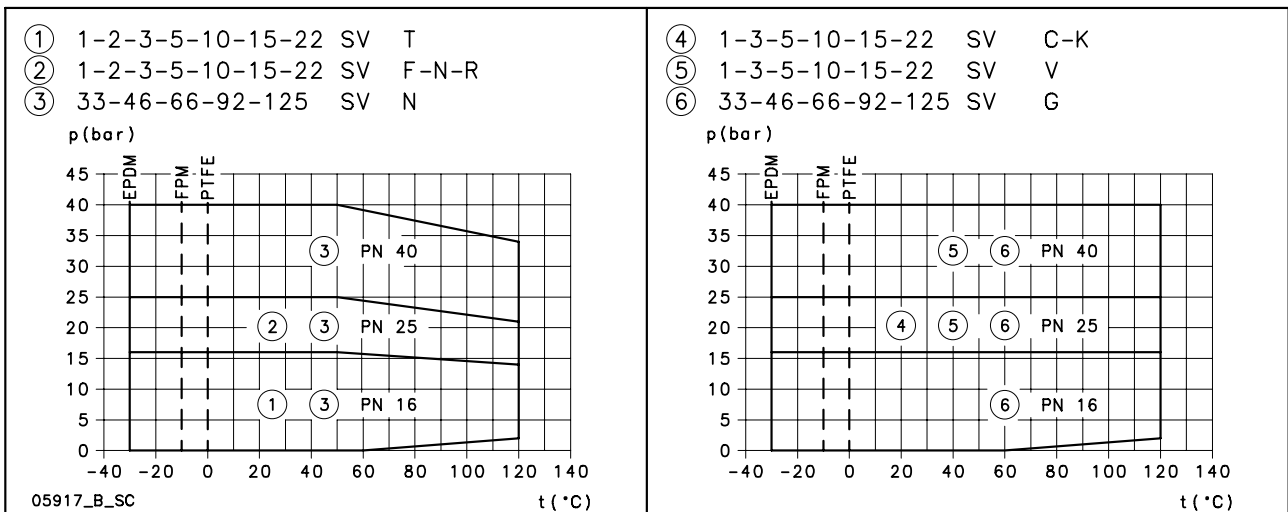 ① 1-2-3-5-10-15-22 SV T
② 1-2-3-5-10-15-22 SV F-N-R
③ 33-46-66-92-125 SV N
p(bar)
EPDM
FPM
PTFE
45
40
35
30
25
20
15
10
5
0
③ PN 40
② ③ PN 25
① ③ PN 16
-40 -20 0 20 40 60 80 100 120 140
05917_B_SC
t(°C)
④ 1-3-5-10-15-22 SV C-K
⑤ 1-3-5-10-15-22 SV V
⑥ 33-46-66-92-125 SV G
p(bar)
EPDM
FPM
PTFE
45
40
35
30
25
20
15
10
5
0
⑤ ⑥ PN 40
④ ⑤ ⑥ PN 25
⑥ PN 16
-40 -20 0 20 40 60 80 100 120 140
t(°C)